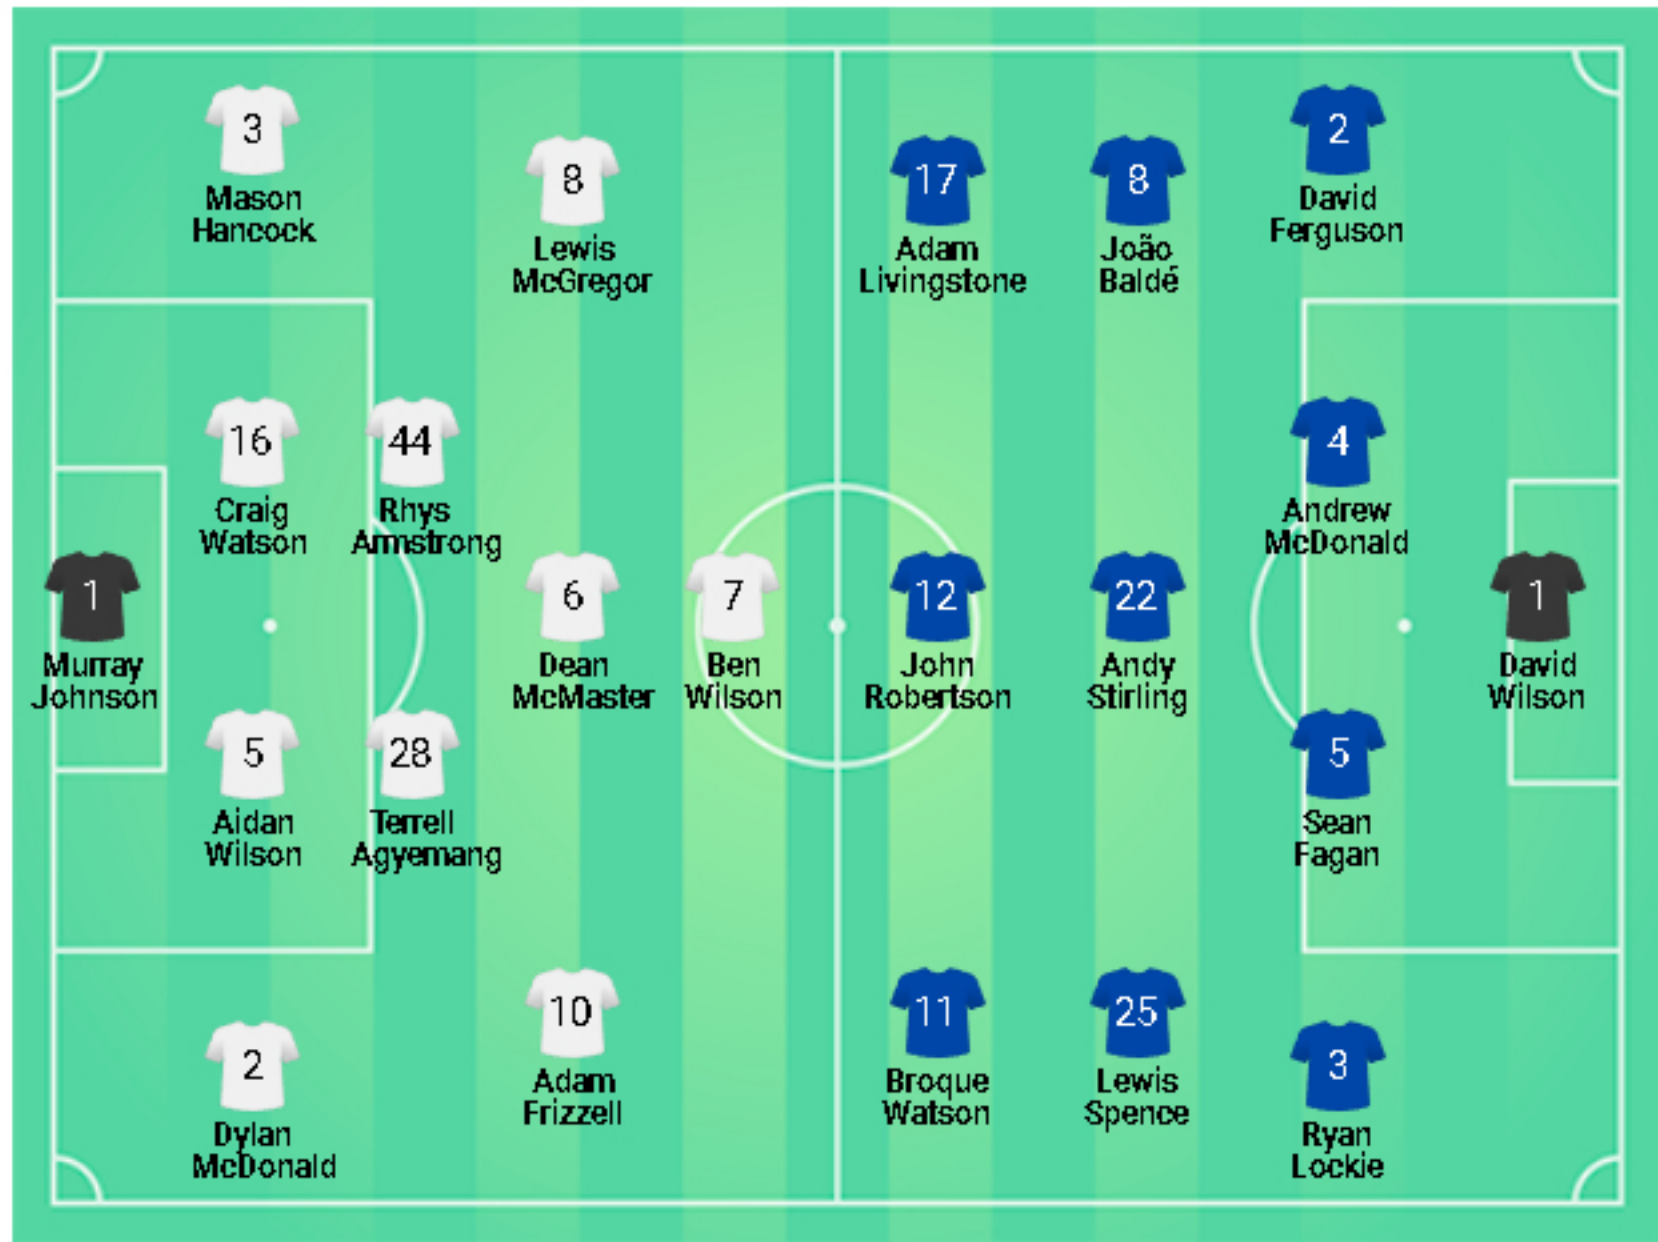 3
Mason
Hancock
8
Lewis
McGregor
17
Adam
Livingstone
8
João
Baldé
2
David
Ferguson
16
Craig
Watson
44
Rhys
Armstrong
4
Andrew
McDonald
1
Murray
Johnson
6
Dean
McMaster
7
Ben
Wilson
12
John
Robertson
22
Andy
Stirling
1
David
Wilson
5
Aidan
Wilson
28
Terrell
Agyemang
5
Sean
Fagan
10
Adam
Frizzell
11
Broque
Watson
25
Lewis
Spence
2
Dylan
McDonald
3
Ryan
Lockie